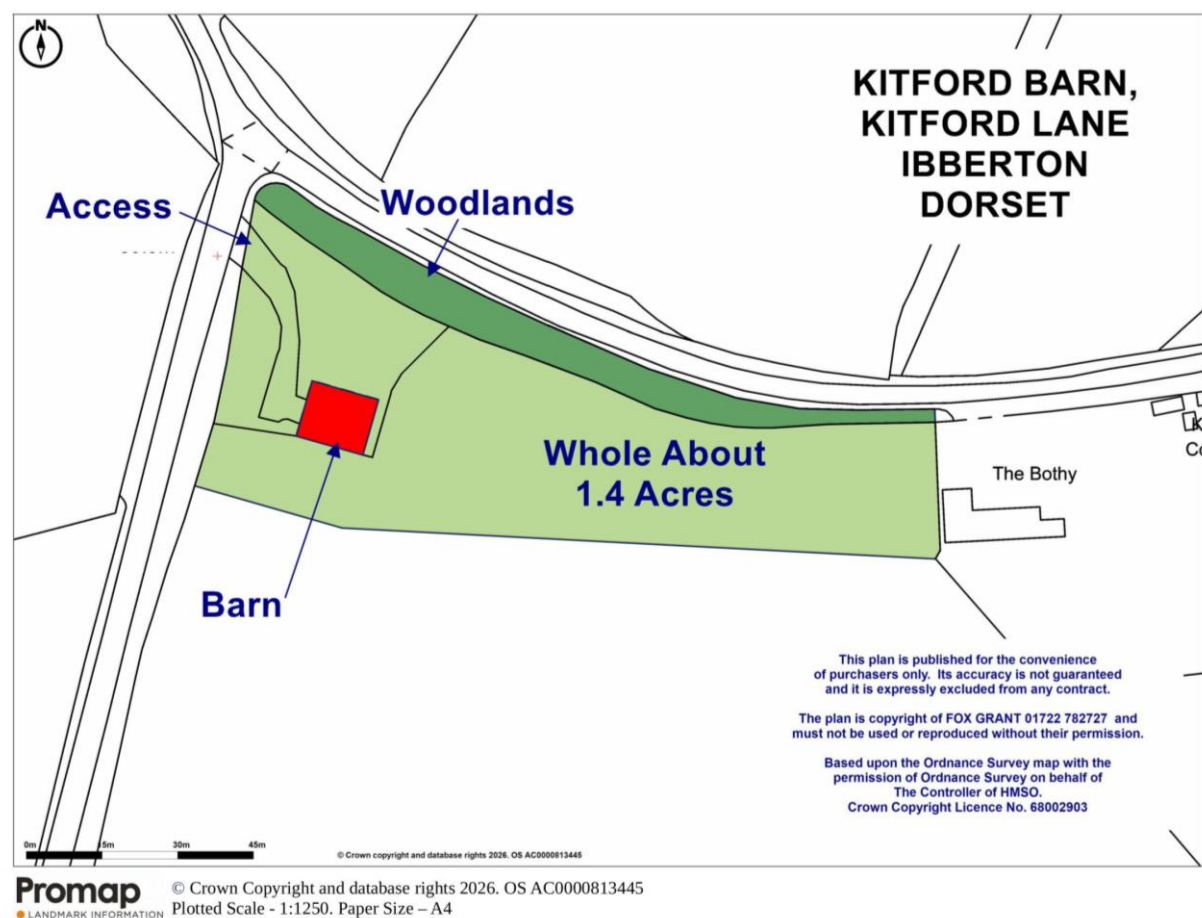 N
KITFORD BARN,
KITFORD LANE
IBBERTON
DORSET
Access
Woodlands
Whole About
1.4 Acres
The Bothy
Barn
This plan is published for the convenience
of purchasers only. Its accuracy is not guaranteed
and it is expressly excluded from any contract.
The plan is copyright of FOX GRANT 01722 782727 and
must not be used or reproduced without their permission.
Based upon the Ordnance Survey map with the
permission of Ordnance Survey on behalf of
The Controller of HMSO.
Crown Copyright Licence No. 68002903
0m 15m 30m 45m
© Crown copyright and database rights 2026. OS AC0000813445
Promap
LANDMARK INFORMATION
© Crown Copyright and database rights 2026. OS AC0000813445
Plotted Scale - 1:1250. Paper Size – A4